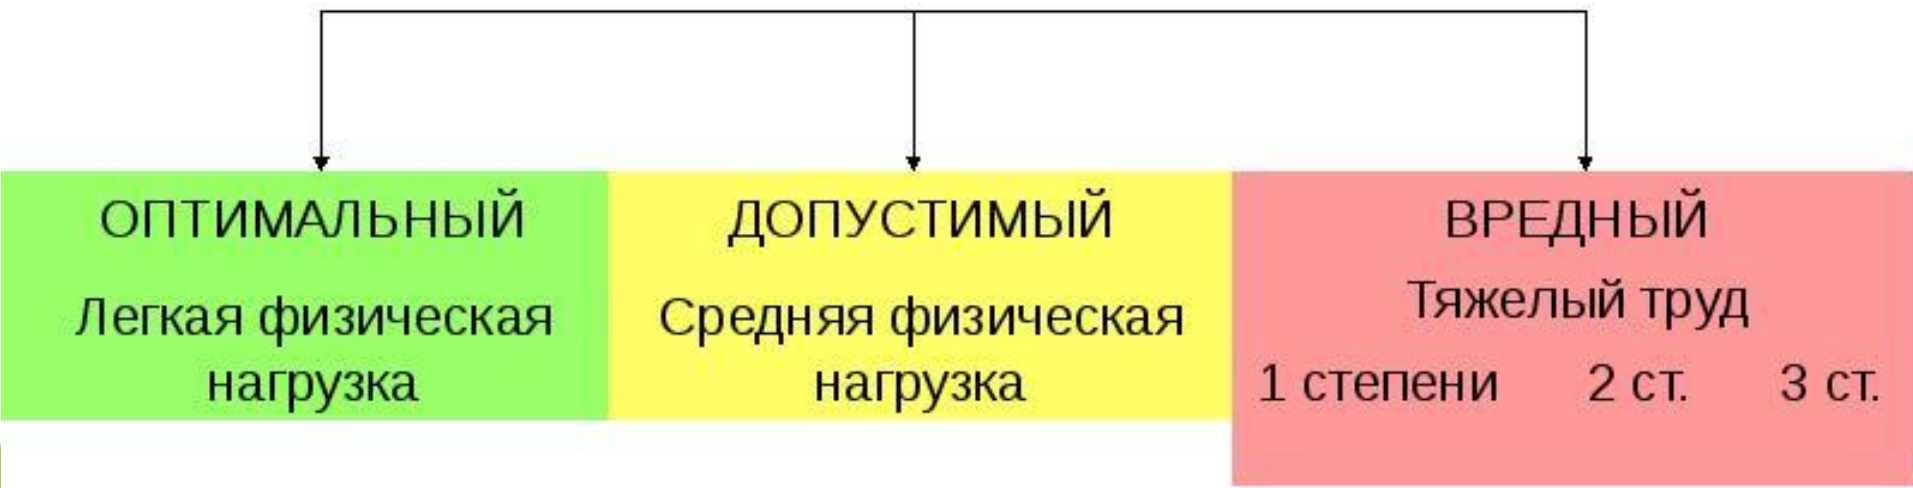 ОПТИМАЛЬНЫЙ
Легкая физическая
нагрузка
ДОПУСТИМЫЙ
Средняя физическая
нагрузка
ВРЕДНЫЙ
Тяжелый труд
1 степени 2 ст. 3 ст.